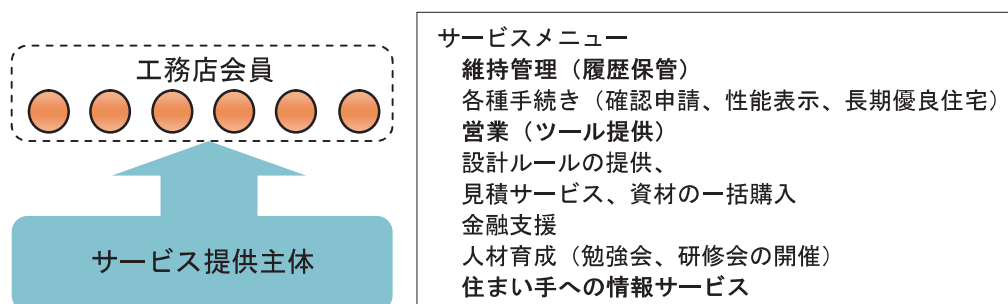 工務店会員
サービス提供主体
サービスメニュー
維持管理（履歴保管）
各種手続き（確認申請、性能表示、長期優良住宅）
営業（ツール提供）
設計ルールの提供、
見積サービス、資材の一括購入
金融支援
人材育成（勉強会、研修会の開催）
住まい手への情報サービス